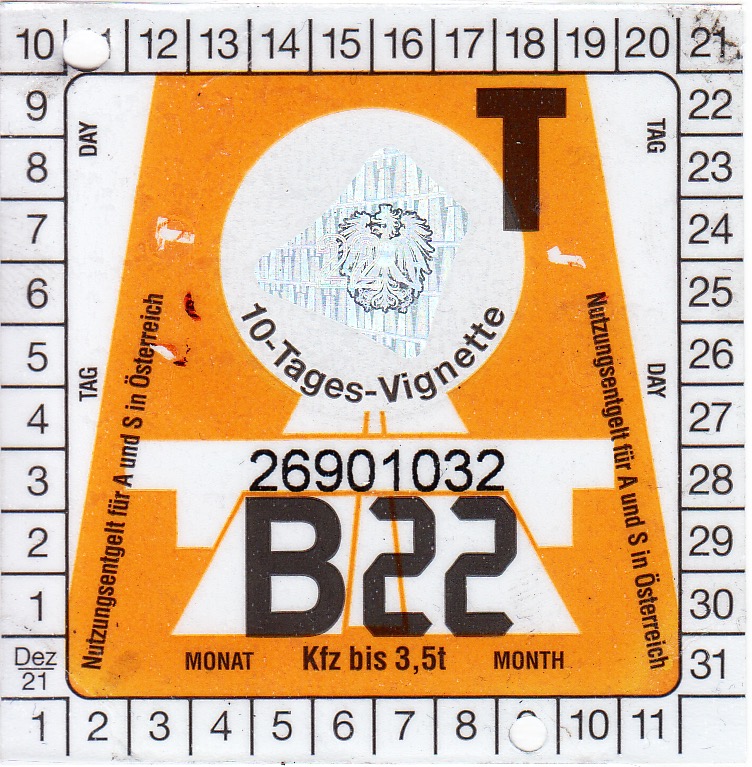 10 12 13 14 15 16 17 18 19 20 21
9 DAY T TAG 22
8 23
7 24
6 25
5 26
4 TAG DAY 27
3 28
2 29
1 30
Dez 21 31
10-Tages-Vignette
Nutzungsentgelt für A und S in Österreich
Nutzungsentgelt für A und S in Österreich
26901032
B22
MONAT Kfz bis 3,5t MONTH
1 2 3 4 5 6 7 8 10 11